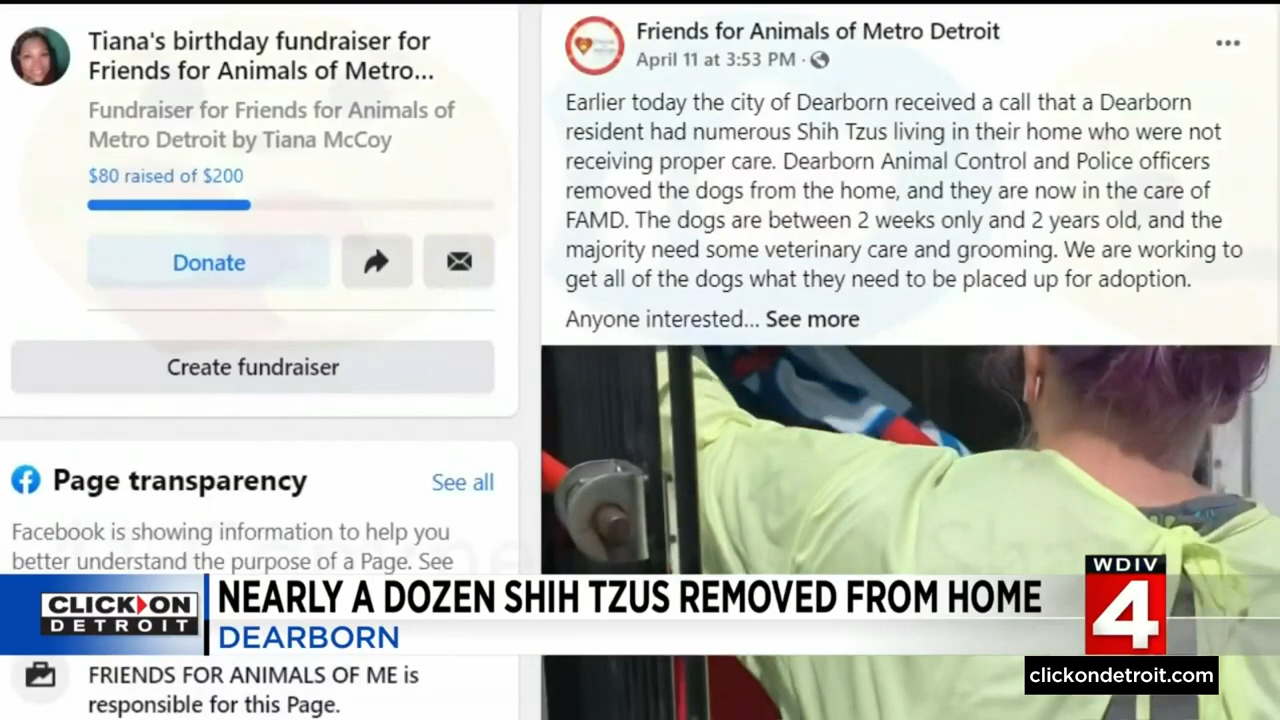 Tiana's birthday fundraiser for
Friends for Animals of Metro...
Fundraiser for Friends for Animals of
Metro Detroit by Tiana McCoy
$80 raised of $200
Donate
Create fundraiser
Page transparency
See all
Facebook is showing information to help you
better understand the purpose of a Page. See
FRIENDS FOR ANIMALS OF ME is
responsible for this Page.
Friends for Animals of Metro Detroit
April 11 at 3:53 PM ·
Earlier today the city of Dearborn received a call that a Dearborn
resident had numerous Shih Tzus living in their home who were not
receiving proper care. Dearborn Animal Control and Police officers
removed the dogs from the home, and they are now in the care of
FAMD. The dogs are between 2 weeks only and 2 years old, and the
majority need some veterinary care and grooming. We are working to
get all of the dogs what they need to be placed up for adoption.
Anyone interested... See more
CLICK ON
DETROIT
NEARLY A DOZEN SHIH TZUS REMOVED FROM HOME
DEARBORN
WDIV
4
clickondetroit.com